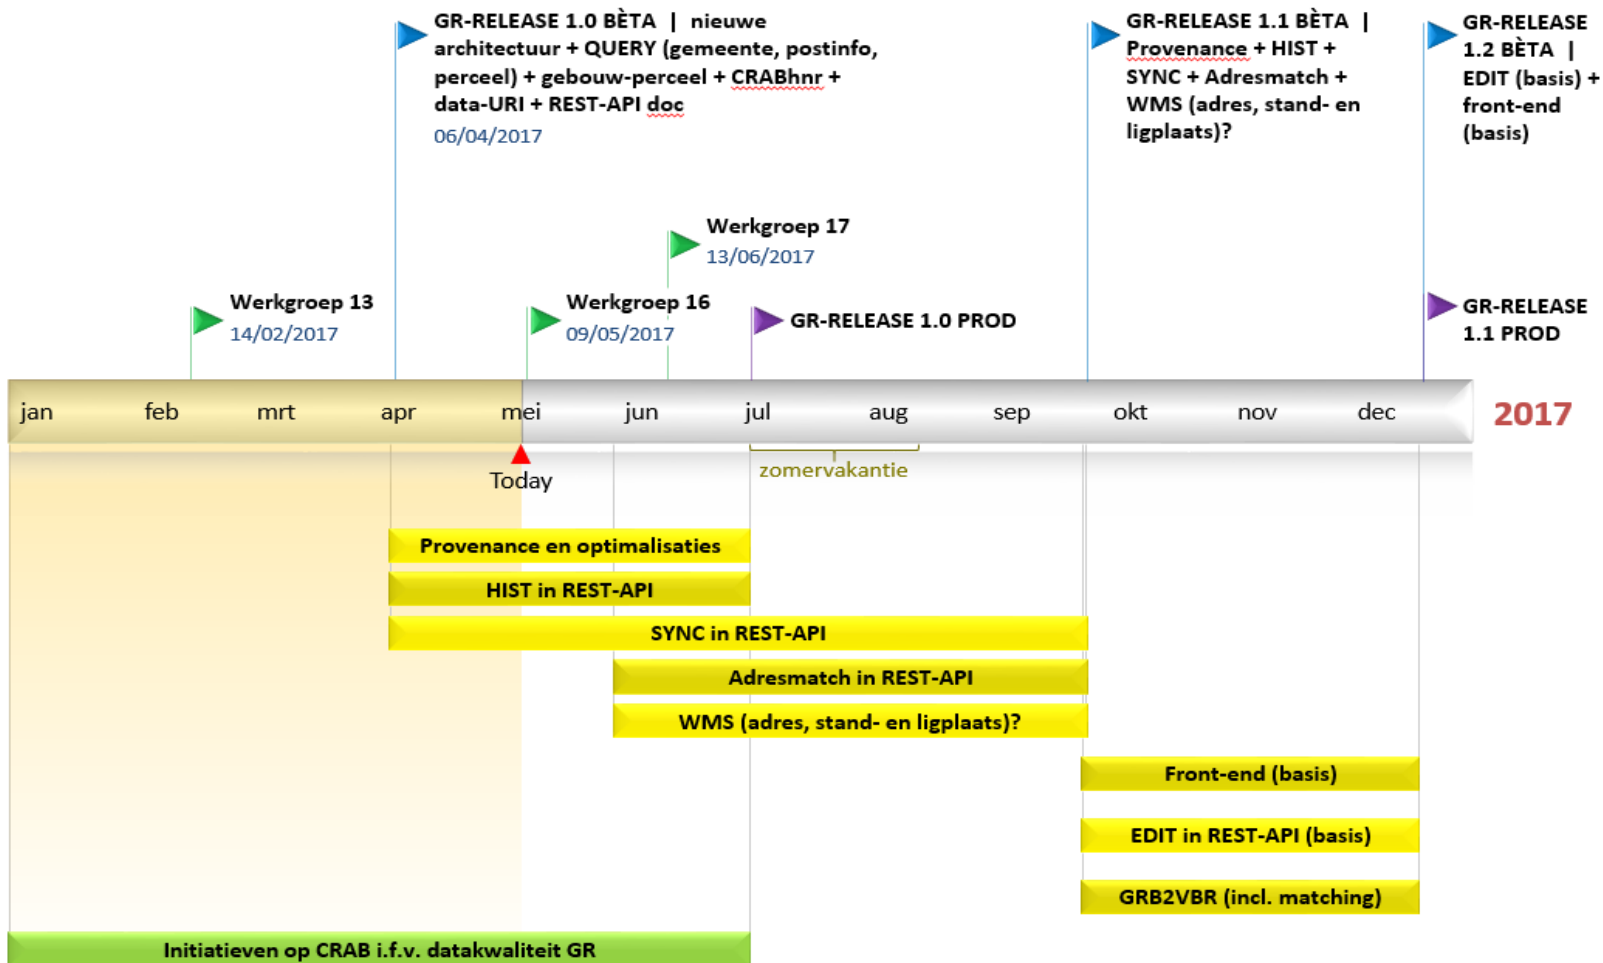 GR-RELEASE 1.0 BÈTA | nieuwe
architectuur + QUERY (gemeente, postinfo,
perceel) + gebouw-perceel + CRABhnr +
data-URI + REST-API doc
06/04/2017
GR-RELEASE 1.1 BÈTA |
Provenance + HIST +
SYNC + Adresmatch +
WMS (adres, stand- en
ligplaats)?
GR-RELEASE
1.2 BÈTA |
EDIT (basis) +
front-end
(basis)
Werkgroep 17
13/06/2017
Werkgroep 13
14/02/2017
Werkgroep 16
09/05/2017
GR-RELEASE 1.0 PROD
GR-RELEASE
1.1 PROD
jan feb mrt apr mei jun jul aug sep okt nov dec 2017
Today
zomervakantie
Provenance en optimalisaties
HIST in REST-API
SYNC in REST-API
Adresmatch in REST-API
WMS (adres, stand- en ligplaats)?
Front-end (basis)
EDIT in REST-API (basis)
GRB2VBR (incl. matching)
Initiatieven op CRAB i.f.v. datakwaliteit GR